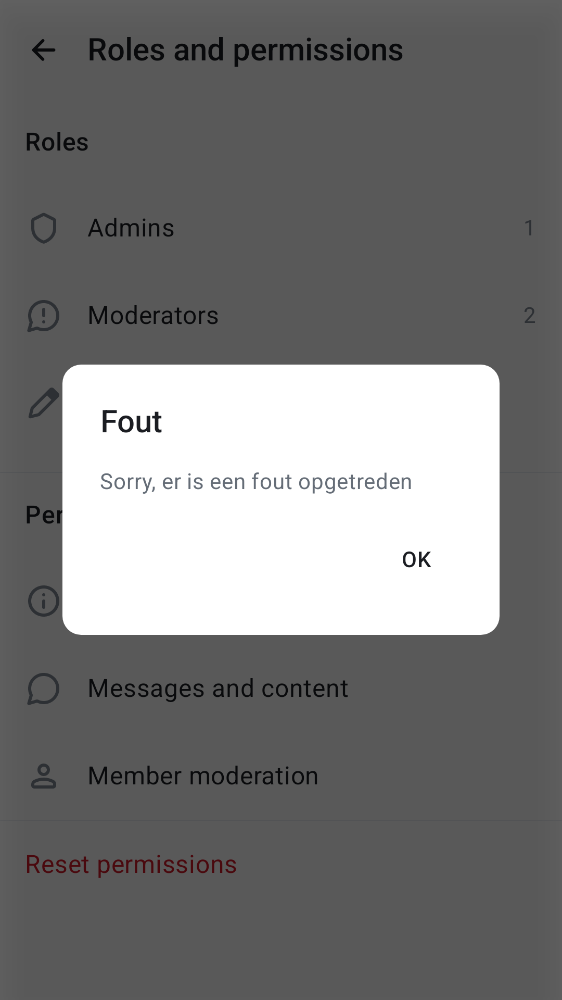 Roles and permissions
Roles
Admins 1
Moderators 2
Fout
Sorry, er is een fout opgetreden
OK
Messages and content
Member moderation
Reset permissions